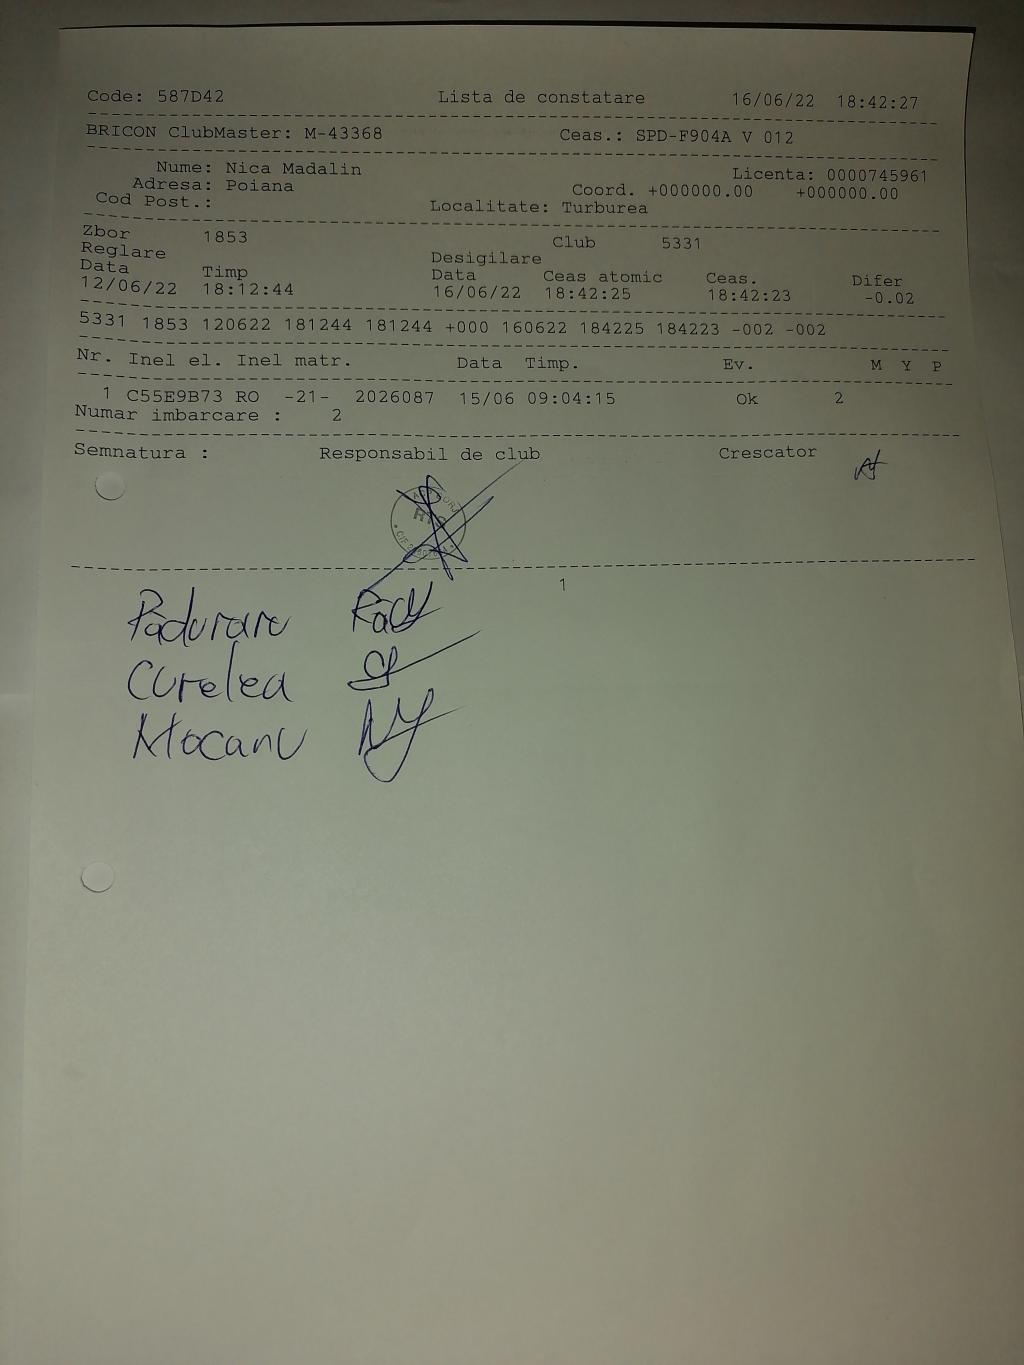 Code: 587D42 Lista de constatare 16/06/22 18:42:27
BRICON ClubMaster: M-43368 Ceas.: SPD-F904A V 012
Nume: Nica Madalin Licenta: 0000745961
Adresa: Poiana Coord. +000000.00 +000000.00
Cod Post.: Localitate: Turburea
Zbor 1853 Club 5331
Reglare Desigilare
Data Timp Data Ceas atomic Ceas. Difer
12/06/22 18:12:44 16/06/22 18:42:25 18:42:23 -0.02
5331 1853 120622 181244 181244 +000 160622 184225 184223 -002 -002
Nr. Inel el. Inel matr. Data Timp. Ev. M Y P
1 C55E9B73 RO -21- 2026087 15/06 09:04:15 Ok 2
Numar imbarcare : 2
Semnatura : Responsabil de club Crescator
1
Paduraru
Curelea
Mocanu